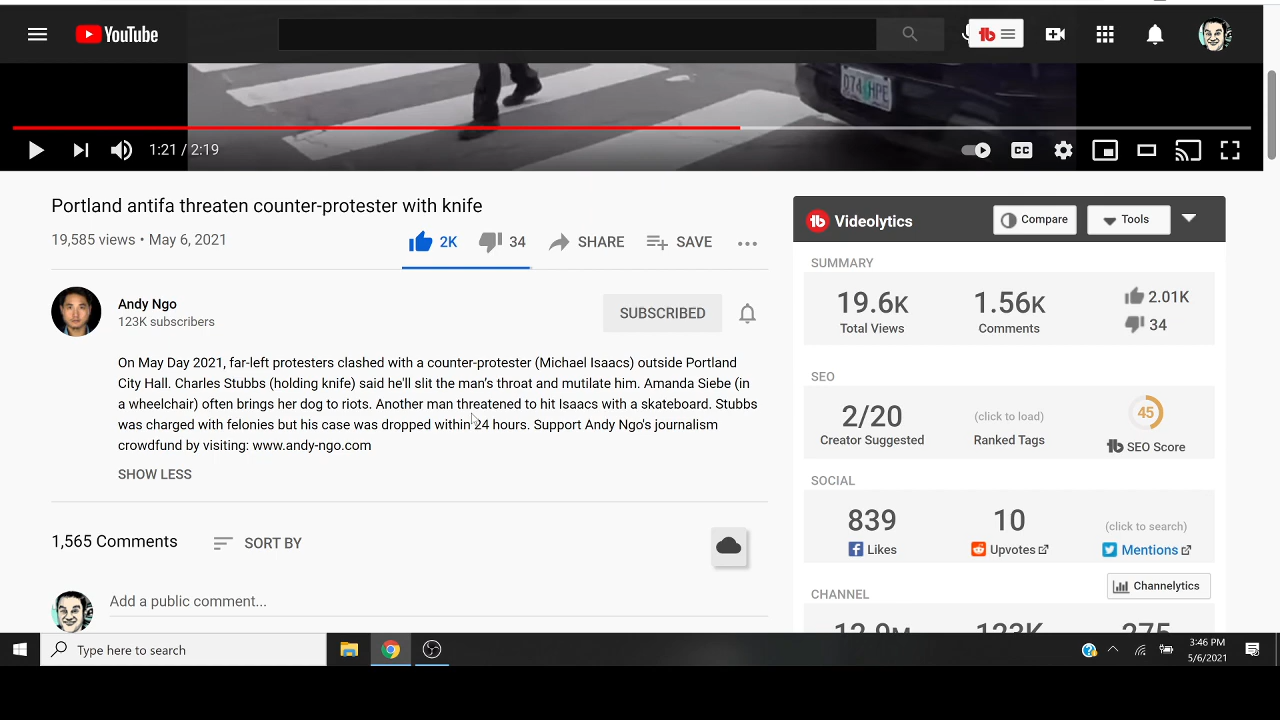 YouTube
074 HPE
1:21 / 2:19
CC
Portland antifa threaten counter-protester with knife
19,585 views • May 6, 2021
2K
34
SHARE
SAVE
Andy Ngo
123K subscribers
SUBSCRIBED
On May Day 2021, far-left protesters clashed with a counter-protester (Michael Isaacs) outside Portland
City Hall. Charles Stubbs (holding knife) said he'll slit the man's throat and mutilate him. Amanda Siebe (in
a wheelchair) often brings her dog to riots. Another man threatened to hit Isaacs with a skateboard. Stubbs
was charged with felonies but his case was dropped within 24 hours. Support Andy Ngo's journalism
crowdfund by visiting: www.andy-ngo.com
SHOW LESS
1,565 Comments
SORT BY
Add a public comment...
tb Videolytics
Compare
Tools
SUMMARY
19.6K
Total Views
1.56K
Comments
2.01K
34
SEO
2/20
Creator Suggested
(click to load)
Ranked Tags
45
tb SEO Score
SOCIAL
839
Likes
10
Upvotes
(click to search)
Mentions
Channelytics
CHANNEL
12.9M
123K
275
Type here to search
3:46 PM
5/6/2021